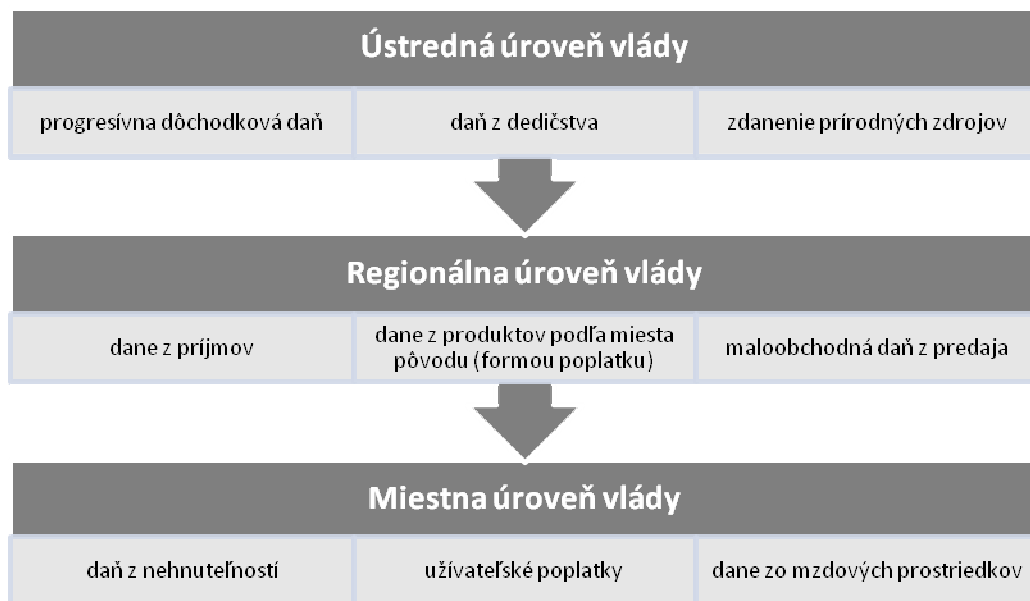 Ústredná úroveň vlády
progresívna dôchodková daň
daň z dedičstva
zdanenie prírodných zdrojov
Regionálna úroveň vlády
dane z príjmov
dane z produktov podľa miesta
pôvodu (formou poplatku)
maloobchodná daň z predaja
Miestna úroveň vlády
daň z nehnuteľností
užívateľské poplatky
dane zo mzdových prostriedkov